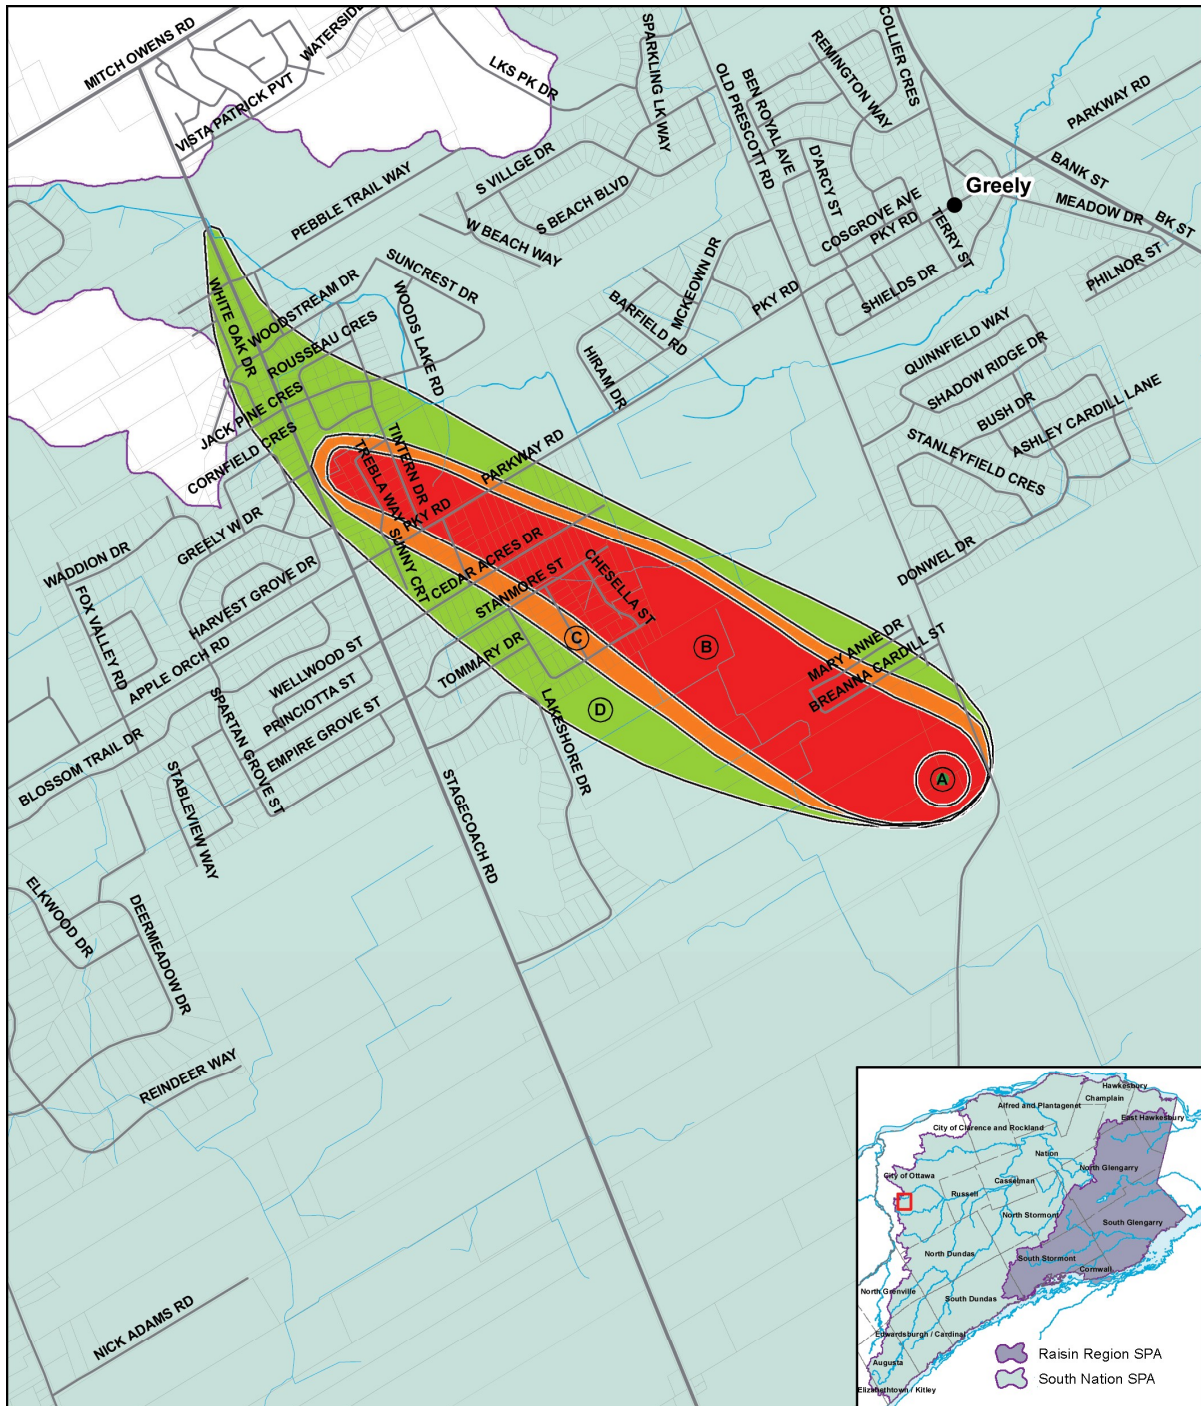 MITCH OWENS RD
WATERSIDE
VISTA PATRICK PVT
LKS PK DR
SPARKLING LK WAY
OLD PRESCOTT RD
BEN ROYAL AVE
REMINGTON WAY
COLLIER CRES
PARKWAY RD
BANK ST
Greely
MEADOW DR
BK ST
PHILNOR ST
D'ARCY ST
COSGROVE AVE
PKY RD
TERRY ST
SHIELDS DR
S VILLGE DR
S BEACH BLVD
W BEACH WAY
PEBBLE TRAIL WAY
SUNCREST DR
WOODSTREAM DR
WOODS LAKE RD
WHITE OAK DR
ROUSSEAU CRES
JACK PINE CRES
CORNFIELD CRES
BARFIELD RD
MCKEOWN DR
HIRAM DR
PKY RD
QUINNFIELD WAY
SHADOW RIDGE DR
BUSH DR
ASHLEY CARDILL LANE
STANLEYFIELD CRES
DONWEL DR
TINTERN DR
TREBLA WAY
PARKWAY RD
PKY RD
SUNNY CRT
CEDAR ACRES DR
STANMORE ST
CHESELLA ST
TOMMARY DR
GREELY W DR
WADDION DR
FOX VALLEY RD
HARVEST GROVE DR
APPLE ORCH RD
WELLWOOD ST
PRINCIOTTA ST
EMPIRE GROVE ST
SPARTAN GROVE ST
BLOSSOM TRAIL DR
STABLEVIEW WAY
STAGECOACH RD
LAKESHORE DR
MARY ANNE DR
BREANNA CARDILL ST
C
B
D
A
ELKWOOD DR
DEERMEADOW DR
REINDEER WAY
NICK ADAMS RD
Hawkesbury
Champlain
Alfred and Plantagenet
East Hawkesbury
City of Clarence and Rockland
Nation
North Glengarry
City of Ottawa
Casselman
Russell
North Stormont
South Glengarry
North Dundas
South Stormont
Cornwall
North Grenville
South Dundas
Edwardsburgh / Cardinal
Augusta
Elizabethtown / Kitley
Raisin Region SPA
South Nation SPA